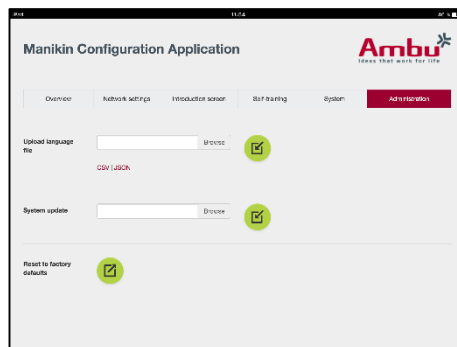 iPad 11:54
Manikin Configuration Application
Ambu
Ideas that work for life
Overview Network settings Introduction screen Self-training System Administration
Upload language
file
Browse
CSV | JSON
System update
Browse
Reset to factory
defaults